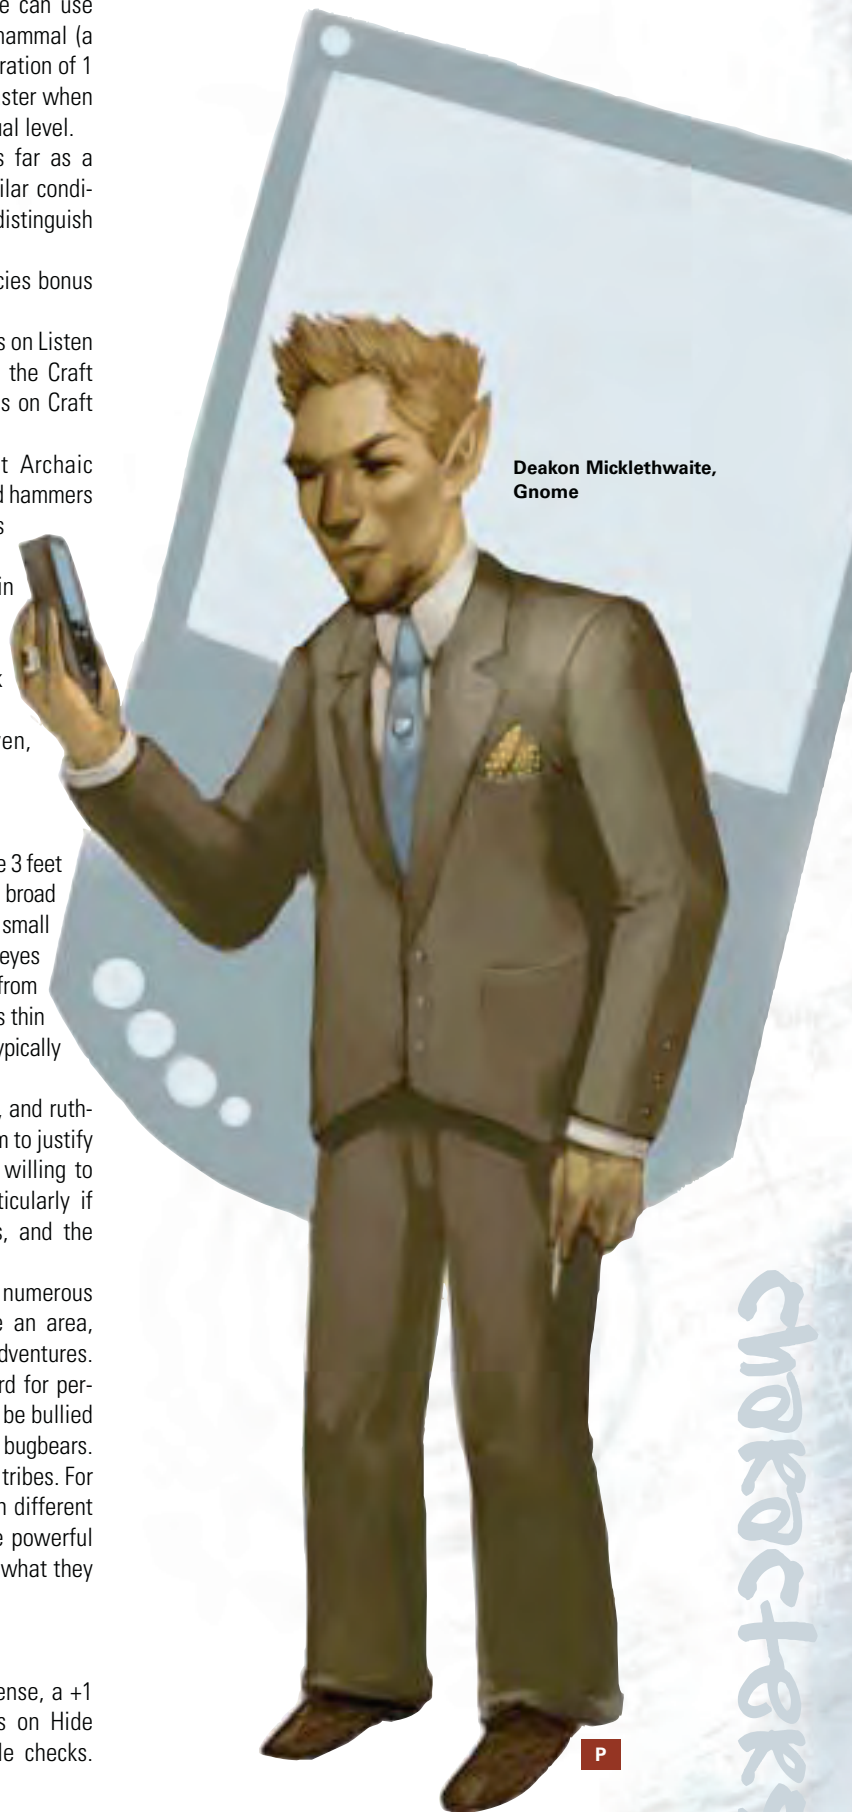 e can use
nammal (a
ration of 1
ster when
ual level.
s far as a
ilar condi-
distinguish
cies bonus
s on Listen
the Craft
s on Craft
t Archaic
d hammers
s
in
k
en,
e 3 feet
broad
small
eyes
from
s thin
ypically
, and ruth-
n to justify
willing to
ticularly if
s, and the
numerous
e an area,
dventures.
rd for per-
be bullied
bugbears.
tribes. For
n different
e powerful
what they
ense, a +1
s on Hide
le checks.
Deakon Micklethwaite,
Gnome
P
CHARACTERS